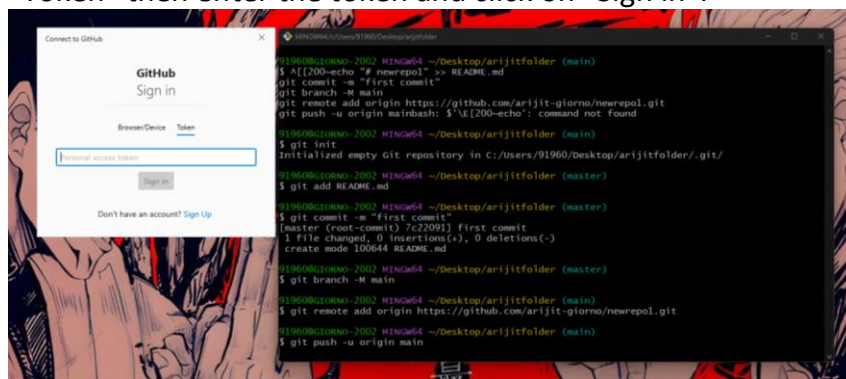 "Token" then enter the token and click on "Sign in".
Connect to GitHub
GitHub
Sign in
Browser/Device Token
Personal access token
Sign in
Don't have an account? Sign Up
MINGW64:/c/Users/91960/Desktop/arijitfolder
91960@GIORNO-2002 MINGW64 ~/Desktop/arijitfolder (main)
$ ^[[200~echo "# newrepo1" >> README.md
git commit -m "first commit"
git branch -M main
git remote add origin https://github.com/arijit-giorno/newrepo1.git
git push -u origin mainbash: $'\E[200~echo': command not found
91960@GIORNO-2002 MINGW64 ~/Desktop/arijitfolder (main)
$ git init
Initialized empty Git repository in C:/Users/91960/Desktop/arijitfolder/.git/
91960@GIORNO-2002 MINGW64 ~/Desktop/arijitfolder (master)
$ git add README.md
91960@GIORNO-2002 MINGW64 ~/Desktop/arijitfolder (master)
$ git commit -m "first commit"
[master (root-commit) 7c22091] first commit
1 file changed, 0 insertions(+), 0 deletions(-)
create mode 100644 README.md
91960@GIORNO-2002 MINGW64 ~/Desktop/arijitfolder (master)
$ git branch -M main
91960@GIORNO-2002 MINGW64 ~/Desktop/arijitfolder (main)
$ git remote add origin https://github.com/arijit-giorno/newrepo1.git
91960@GIORNO-2002 MINGW64 ~/Desktop/arijitfolder (main)
$ git push -u origin main